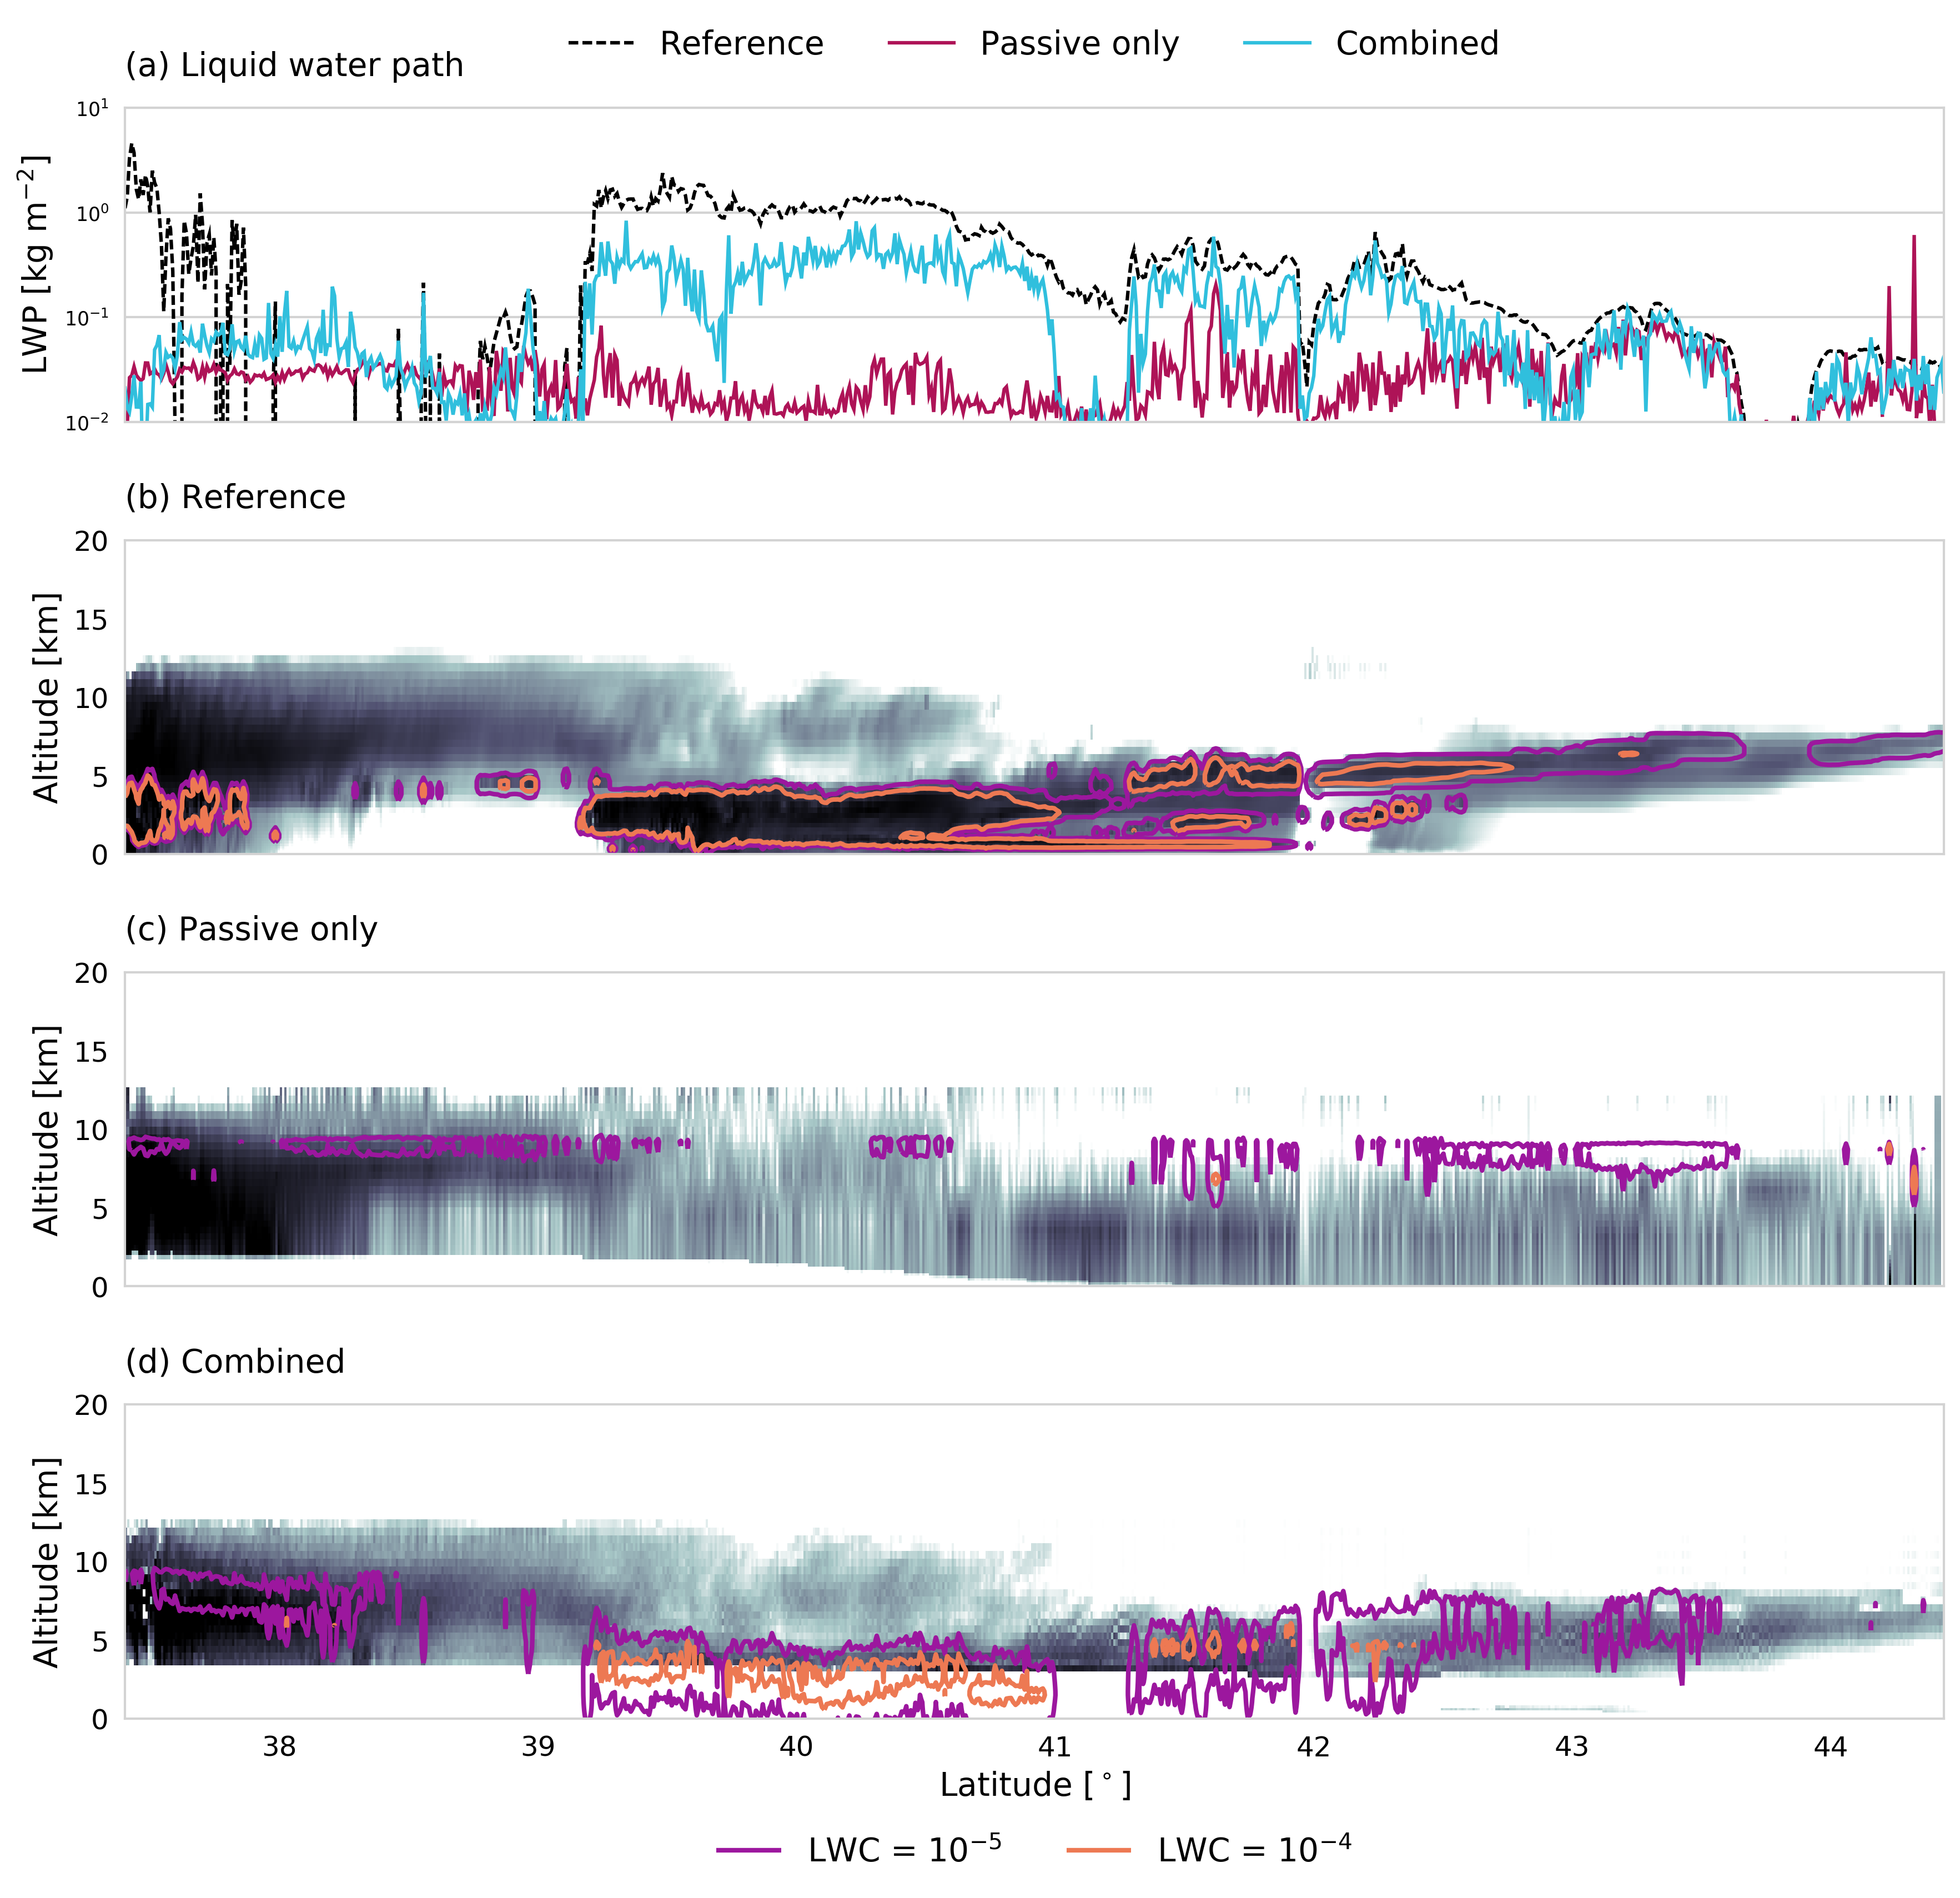 Reference Passive only Combined
(a) Liquid water path
10¹
10⁰
10⁻¹
10⁻²
LWP [kg m⁻²]
(b) Reference
20
15
10
5
0
Altitude [km]
(c) Passive only
20
15
10
5
0
Altitude [km]
(d) Combined
20
15
10
5
0
Altitude [km]
38 39 40 41 42 43 44
Latitude [°]
LWC = 10⁻⁵ LWC = 10⁻⁴